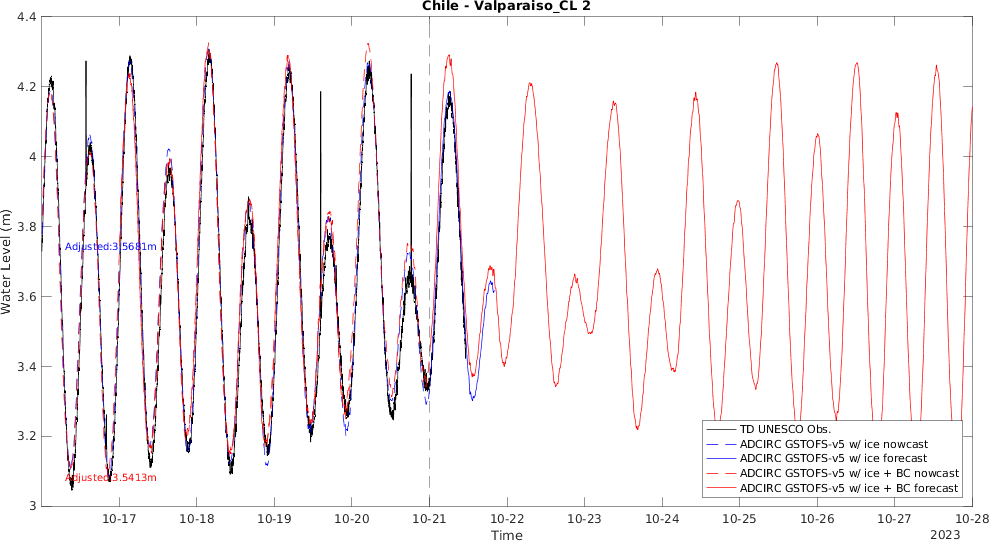 Chile - Valparaiso_CL 2
4.4
4.2
4
3.8
3.6
3.4
3.2
3
Water Level (m)
Adjusted:3.5681m
Adjusted:3.5413m
TD UNESCO Obs.
ADCIRC GSTOFS-v5 w/ ice nowcast
ADCIRC GSTOFS-v5 w/ ice forecast
ADCIRC GSTOFS-v5 w/ ice + BC nowcast
ADCIRC GSTOFS-v5 w/ ice + BC forecast
10-17 10-18 10-19 10-20 10-21 10-22 10-23 10-24 10-25 10-26 10-27 10-28
Time
2023